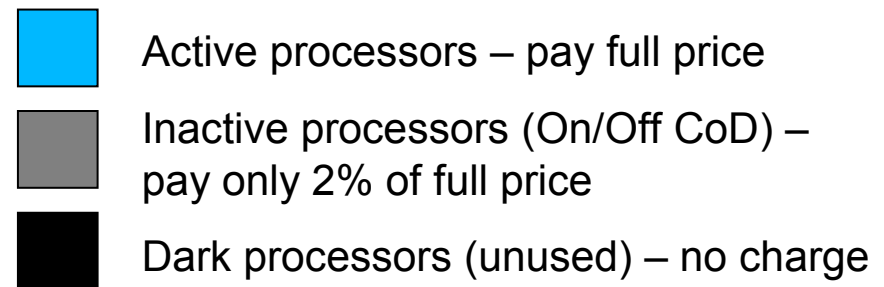 Active processors – pay full price
Inactive processors (On/Off CoD) –
pay only 2% of full price
Dark processors (unused) – no charge